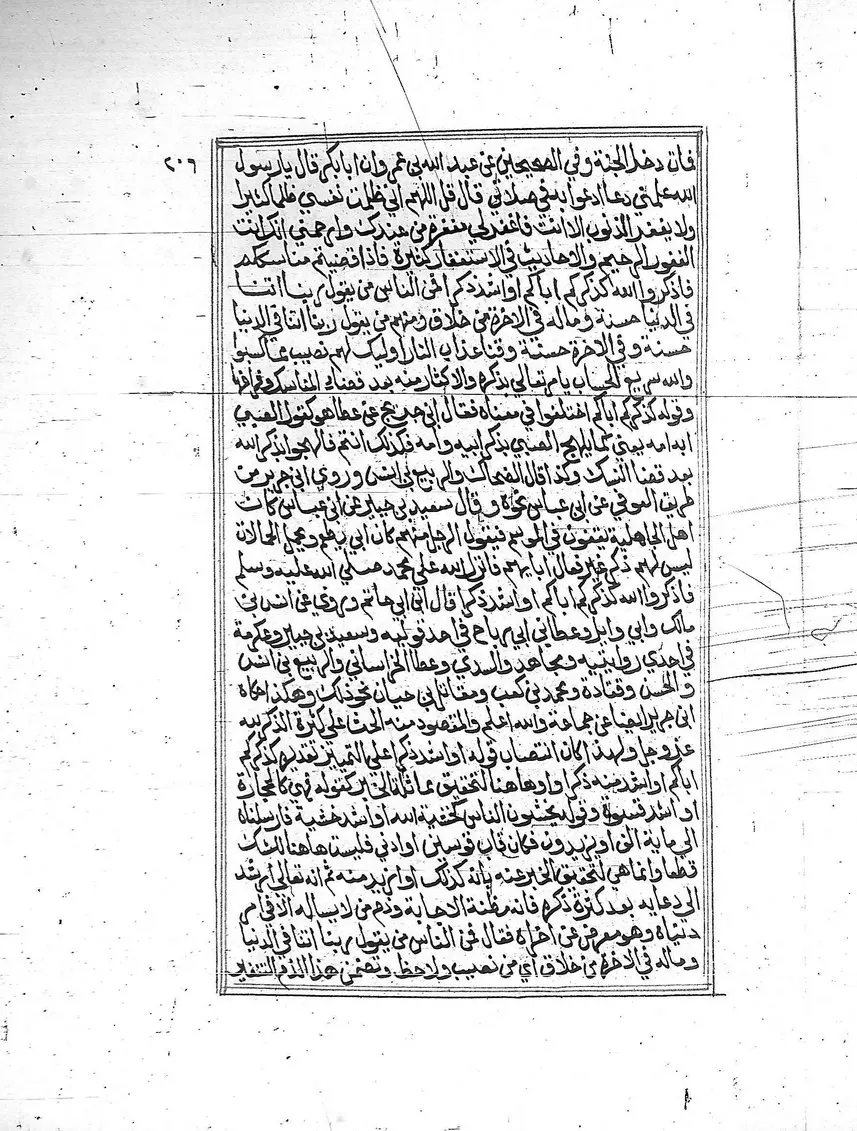 ٢٠٦
فمات دخل الجنة وفي الصحيحين عن عبد الله بن عمرو ان ابا بكر قال يا رسول
الله علمني دعا ادعوا به في صلاتي قال قل اللهم اني ظلمت نفسي ظلما كثيرا
ولا يغفر الذنوب الا انت فاغفر لي مغفرة من عندك وارحمني انك انت
الغفور الرحيم والاحاديث في الاستغفار كثيرة فاذا قضيتم مناسككم
فاذكروا الله كذكركم اباكم او اشد ذكرا فمن الناس من يقول ربنا اتنا
في الدنيا حسنة وماله في الاخرة من خلاق ومنهم من يقول ربنا اتنا في الدنيا
حسنة وفي الاخرة حسنة وقنا عذاب النار اوليك لهم نصيب مما كسبوا
والله سريع الحساب يامر تعالى بذكره والاكثار منه بعد قضاء المناسك وفراغها
وقوله كذكركم اباكم اختلفوا في معناه فقال ابن جريج عن عطا هو كقول الصبي
ابه امه يعني كما يلهج الصبي بذكر ابيه وامه فكذلك انتم فالهجوا بذكر الله
بعد قضا النسك وكذا قال الضحاك والربيع بن انس وروى ابن جرير من
طريق العوفي عن ابن عباس نحوه وقال سعيد بن جبير عن ابن عباس كان
اهل الجاهلية يقفون في الموسم فيقول الرجل منهم كان ابي يطعم ويحمل الحمالات
ليس لهم ذكر غير فعال ابايهم فانزل الله على محمد صلى الله عليه وسلم
فاذكروا الله كذكركم اباكم او اشد ذكرا قال ابن ابي حاتم وروي عن انس بن
مالك وابي وايل وعطا بن ابي رباح في احد قوليه وسعيد بن جبير وعكرمة
في احدى روايتيه ومجاهد والسدي وعطا الخراساني والربيع بن انس
والحسن وقتادة ومحمد بن كعب ومقاتل بن حيان نحو ذلك وهكذا حكاه
ابن جرير ايضا عن جماعة والله اعلم والمقصود منه الحث على كثرة الذكر لله
عز وجل ولهذا كان انتصاب قوله او اشد ذكرا على التمييز تقديره كذكركم
اباكم او اشد منه ذكرا واو هاهنا لتحقيق مماثلة الخبر كقوله فهي كالحجارة
او اشد قسوة وقوله يخشون الناس كخشية الله او اشد خشية فارسلناه
الى ماية الف او يزيدون فكان قاب قوسين او ادنى فليست هاهنا للشك
قطعا وانما هي لتحقيق الخبر عنه بانه كذلك او ازيد منه ثم انه تعالى ارشد
الى دعايه بعد كثرة ذكره فانه مظنة الاجابة وذم من لا يساله الا في امر
دنياه وهو معرض عن اخراه فقال فمن الناس من يقول ربنا اتنا في الدنيا
وماله في الاخرة من خلاق اي من نصيب ولا حظ وتضمن هذا الذم التنفير